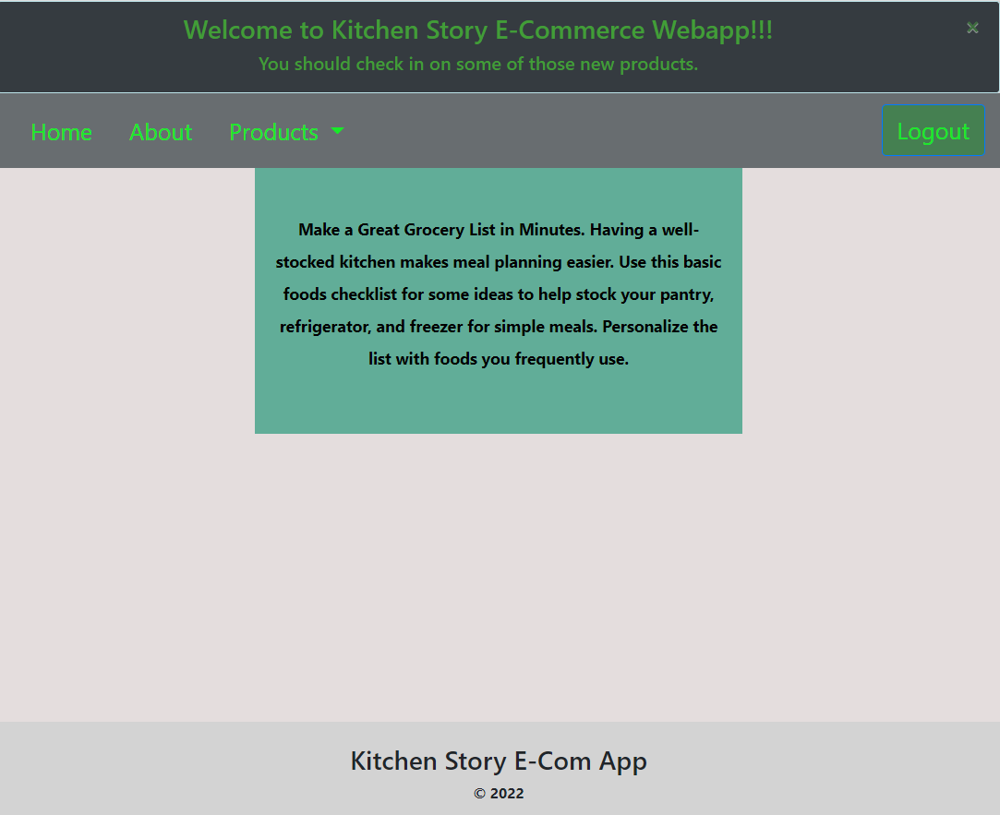 Welcome to Kitchen Story E-Commerce Webapp!!!
×
You should check in on some of those new products.
Home About Products Logout
Make a Great Grocery List in Minutes. Having a well-
stocked kitchen makes meal planning easier. Use this basic
foods checklist for some ideas to help stock your pantry,
refrigerator, and freezer for simple meals. Personalize the
list with foods you frequently use.
Kitchen Story E-Com App
© 2022